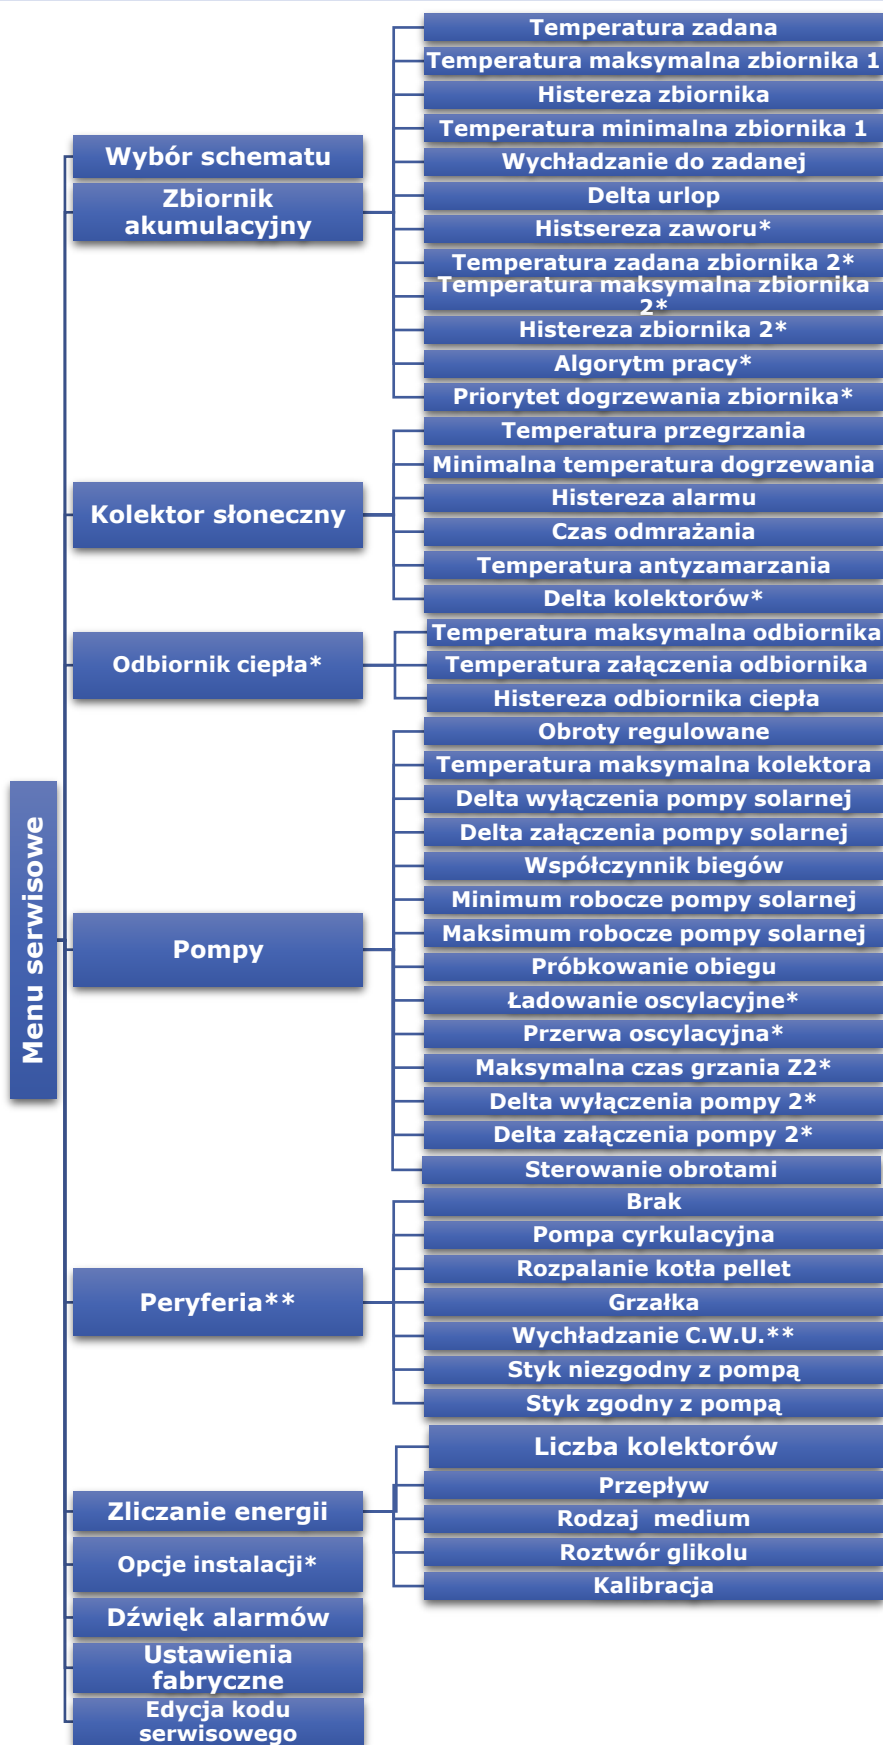 Menu serwisowe
Wybór schematu
Zbiornik
akumulacyjny
Temperatura zadana
Temperatura maksymalna zbiornika 1
Histereza zbiornika
Temperatura minimalna zbiornika 1
Wychładzanie do zadanej
Delta urlop
Histsereza zaworu*
Temperatura zadana zbiornika 2*
Temperatura maksymalna zbiornika
2*
Histereza zbiornika 2*
Algorytm pracy*
Priorytet dogrzewania zbiornika*
Kolektor słoneczny
Temperatura przegrzania
Minimalna temperatura dogrzewania
Histereza alarmu
Czas odmrażania
Temperatura antyzamarzania
Delta kolektorów*
Odbiornik ciepła*
Temperatura maksymalna odbiornika
Temperatura załączenia odbiornika
Histereza odbiornika ciepła
Pompy
Obroty regulowane
Temperatura maksymalna kolektora
Delta wyłączenia pompy solarnej
Delta załączenia pompy solarnej
Współczynnik biegów
Minimum robocze pompy solarnej
Maksimum robocze pompy solarnej
Próbkowanie obiegu
Ładowanie oscylacyjne*
Przerwa oscylacyjna*
Maksymalna czas grzania Z2*
Delta wyłączenia pompy 2*
Delta załączenia pompy 2*
Sterowanie obrotami
Peryferia**
Brak
Pompa cyrkulacyjna
Rozpalanie kotła pellet
Grzałka
Wychładzanie C.W.U.**
Styk niezgodny z pompą
Styk zgodny z pompą
Zliczanie energii
Liczba kolektorów
Przepływ
Rodzaj  medium
Roztwór glikolu
Kalibracja
Opcje instalacji*
Dźwięk alarmów
Ustawienia
fabryczne
Edycja kodu
serwisowego